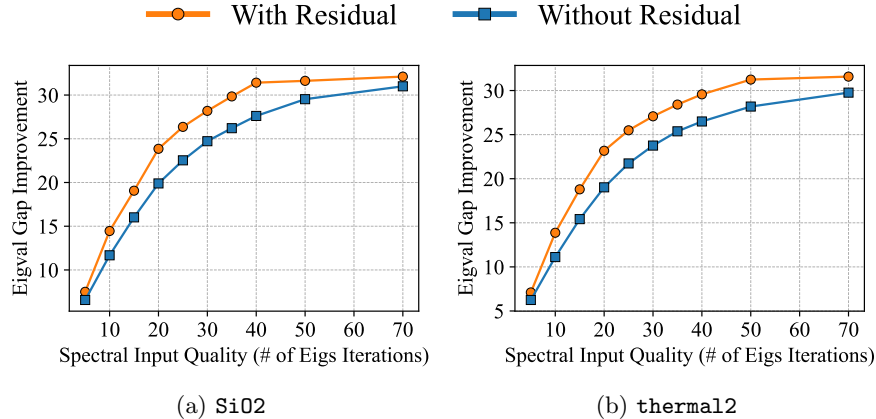 With Residual Without Residual
Eigval Gap Improvement
30
25
20
15
10
10 20 30 40 50 60 70
Spectral Input Quality (# of Eigs Iterations)
(a) SiO2
Eigval Gap Improvement
30
25
20
15
10
5
10 20 30 40 50 60 70
Spectral Input Quality (# of Eigs Iterations)
(b) thermal2